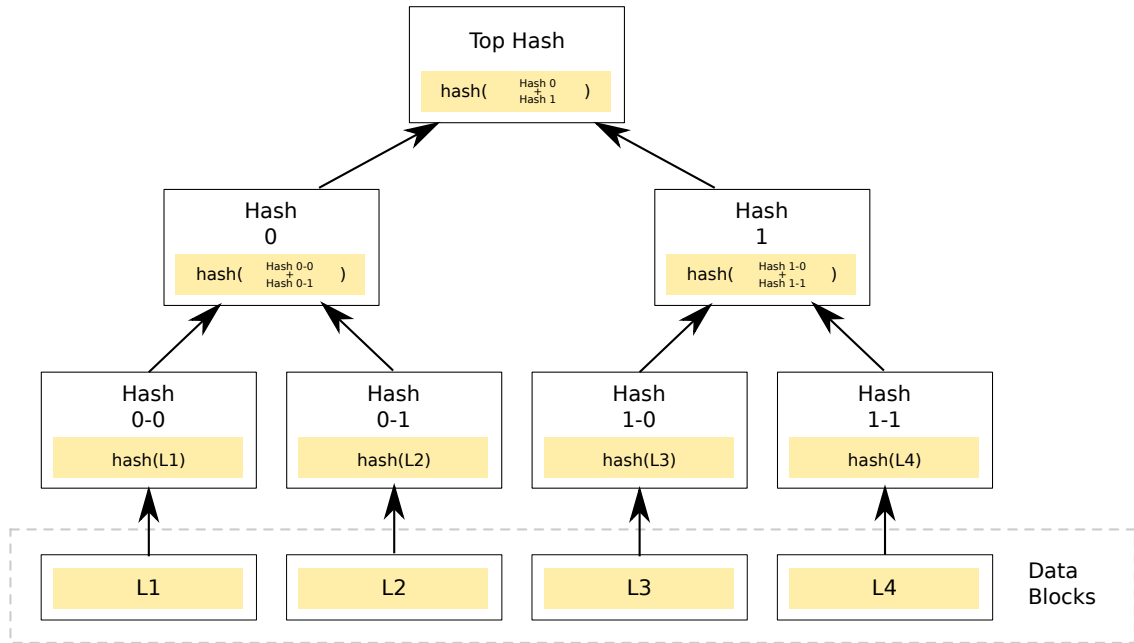 Top Hash
hash( Hash 0 + Hash 1 )
Hash
0
hash( Hash 0-0 + Hash 0-1 )
Hash
1
hash( Hash 1-0 + Hash 1-1 )
Hash
0-0
hash(L1)
Hash
0-1
hash(L2)
Hash
1-0
hash(L3)
Hash
1-1
hash(L4)
L1
L2
L3
L4
Data
Blocks